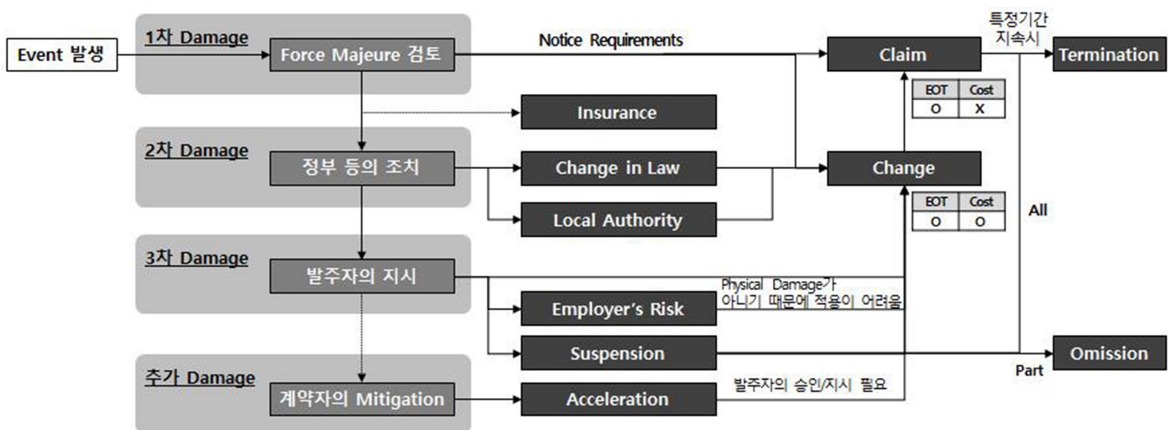 Event 발생
1차 Damage
Force Majeure 검토
Notice Requirements
Claim
특정기간
지속시
Termination
EOT Cost
O X
Insurance
2차 Damage
정부 등의 조치
Change in Law
Change
Local Authority
EOT Cost
O O
All
3차 Damage
발주자의 지시
Physical Damage가
아니기 때문에 적용이 어려움
Employer's Risk
Suspension
Part
Omission
추가 Damage
계약자의 Mitigation
Acceleration
발주자의 승인/지시 필요